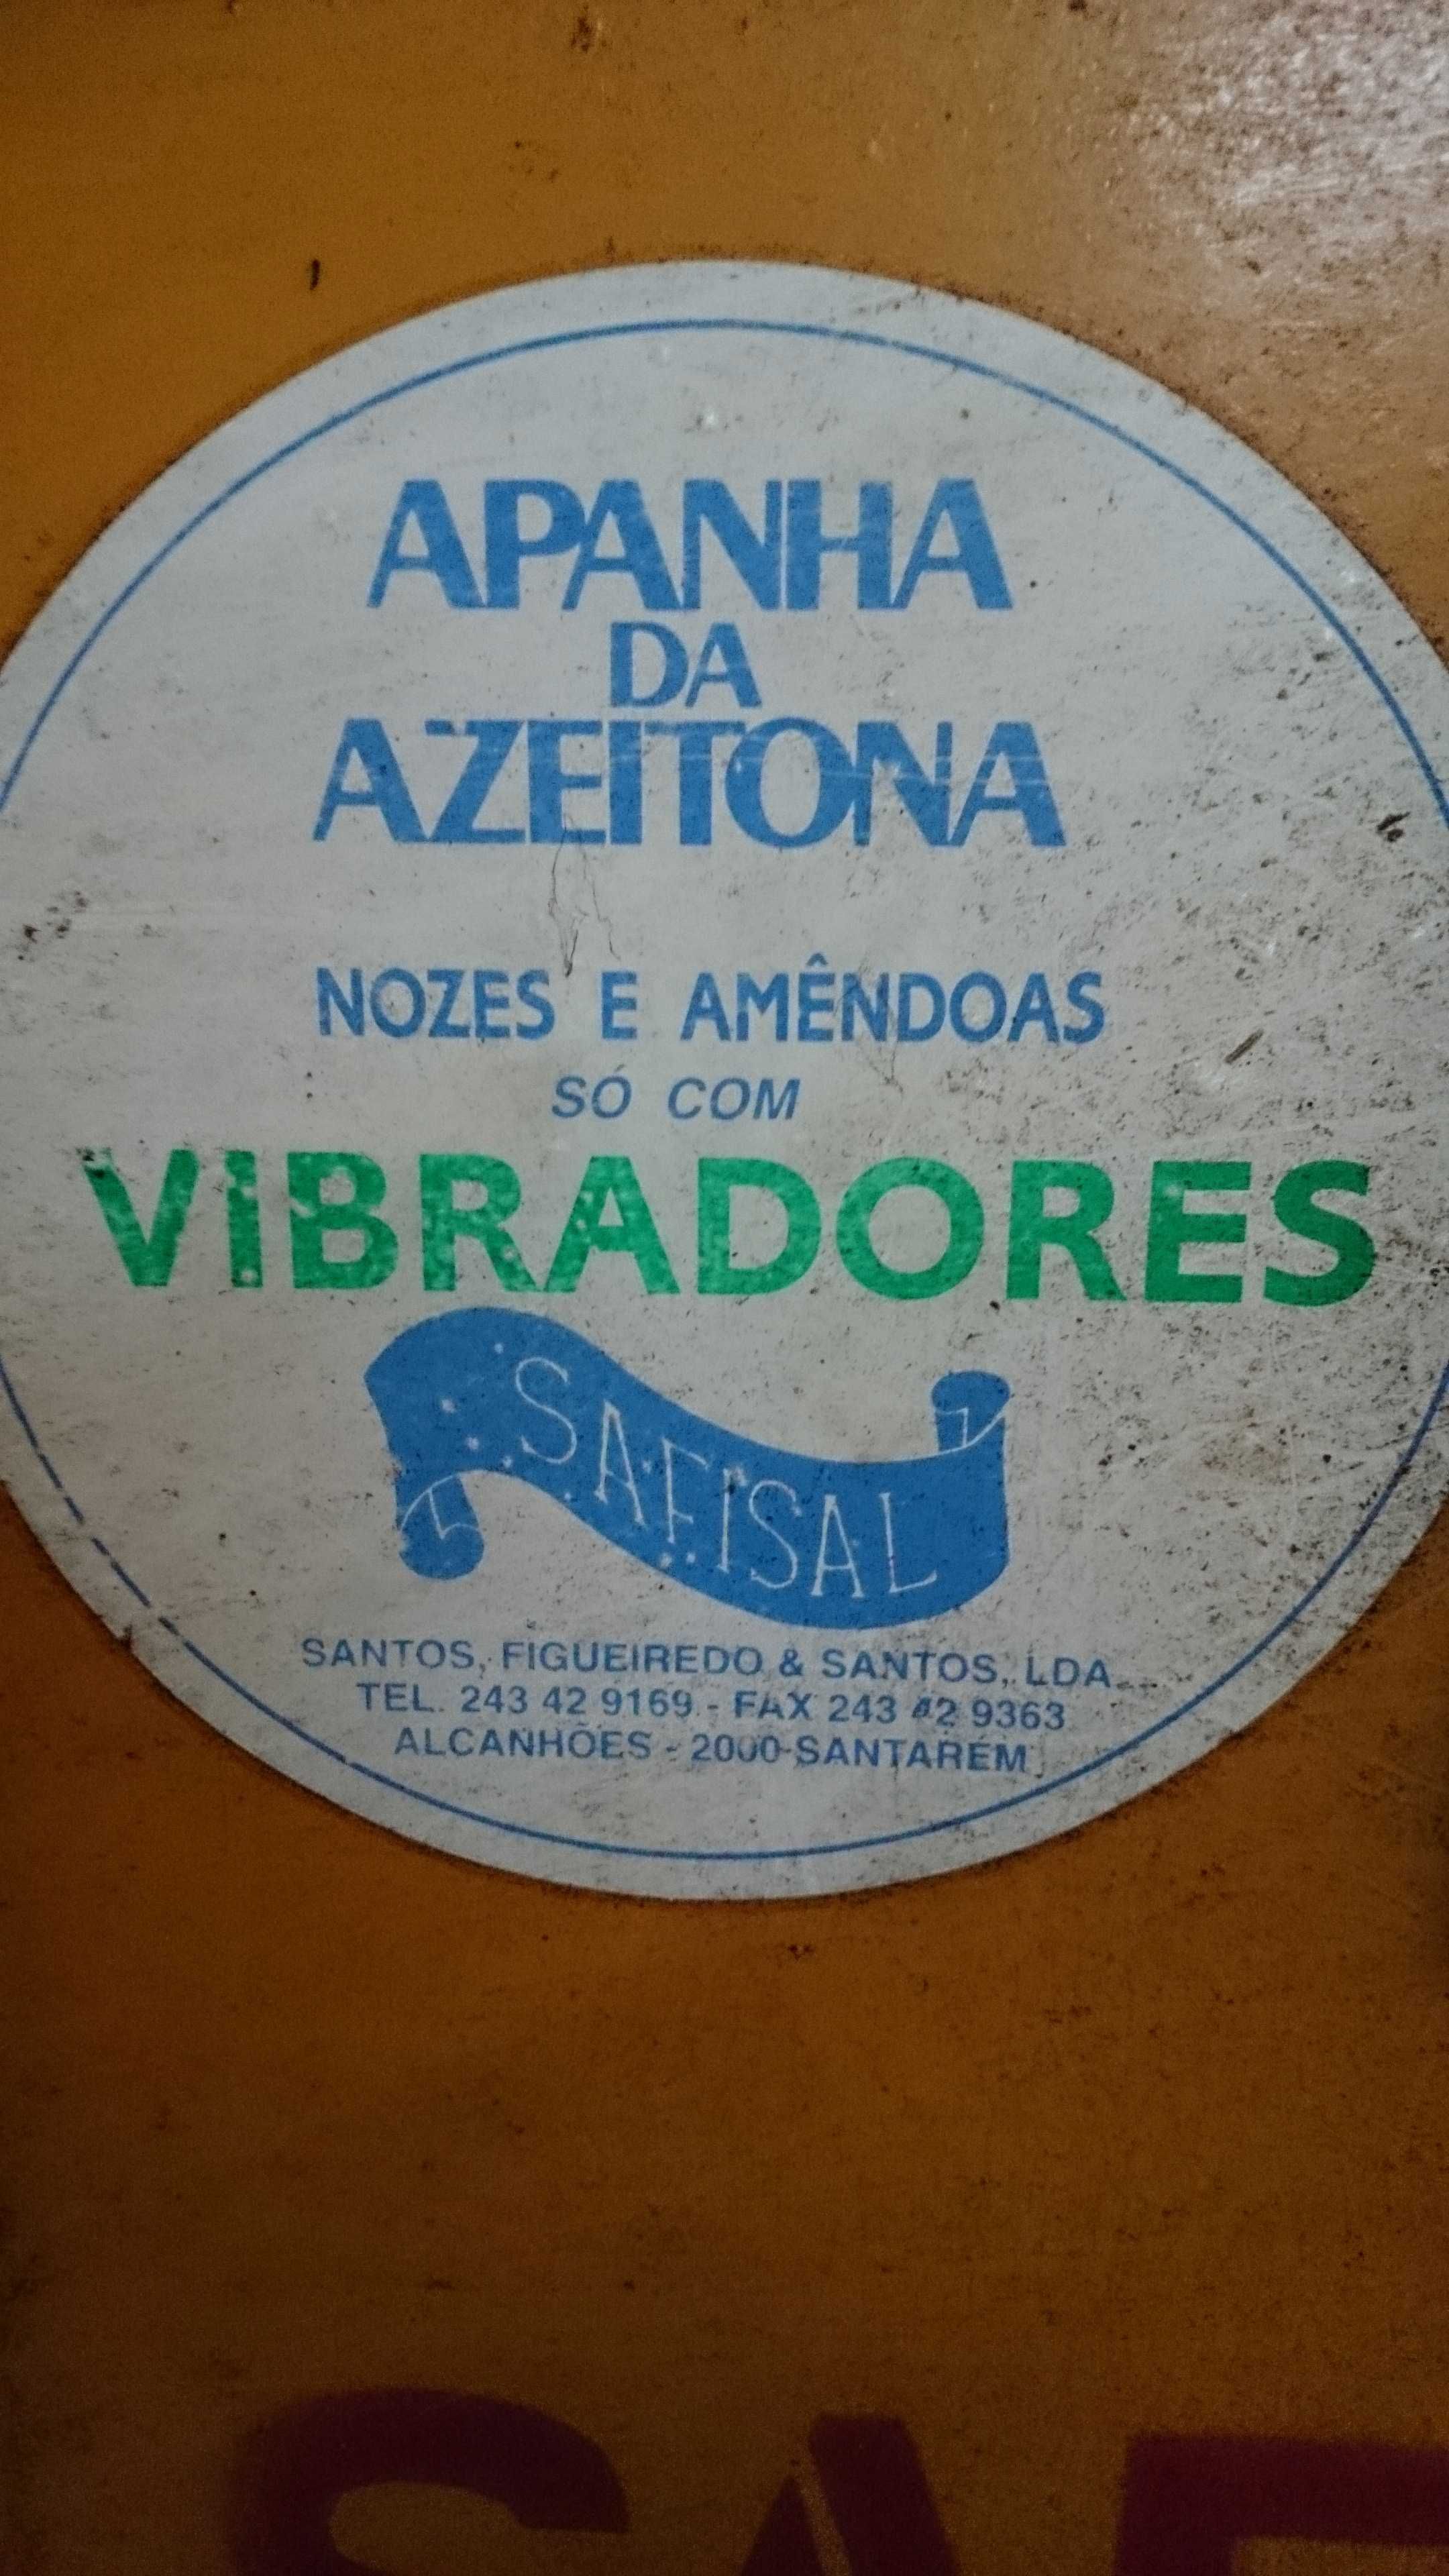 APANHA
DA
AZEITONA
NOZES E AMÊNDOAS
SÓ COM
VIBRADORES
SAFISAL
SANTOS, FIGUEIREDO & SANTOS, LDA
TEL. 243 42 9169 - FAX 243 42 9363
ALCANHÕES - 2000 SANTARÉM